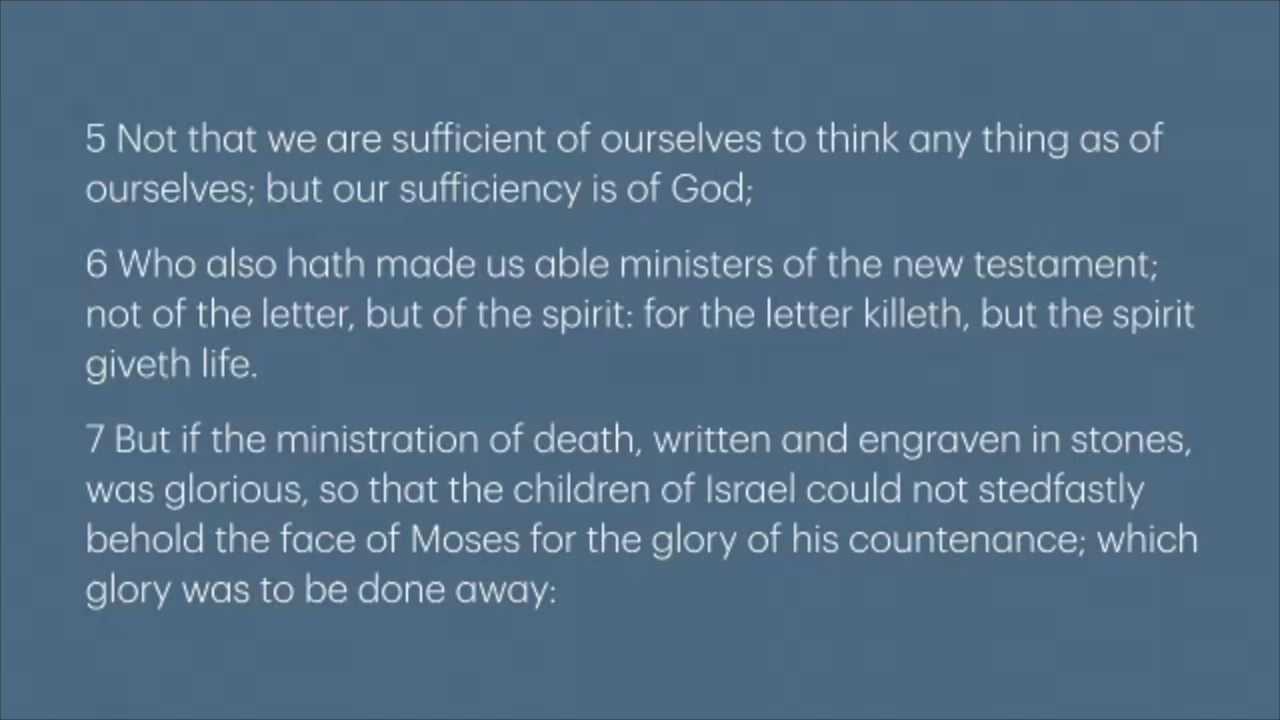 5 Not that we are sufficient of ourselves to think any thing as of
ourselves; but our sufficiency is of God;
6 Who also hath made us able ministers of the new testament;
not of the letter, but of the spirit: for the letter killeth, but the spirit
giveth life.
7 But if the ministration of death, written and engraven in stones,
was glorious, so that the children of Israel could not stedfastly
behold the face of Moses for the glory of his countenance; which
glory was to be done away: